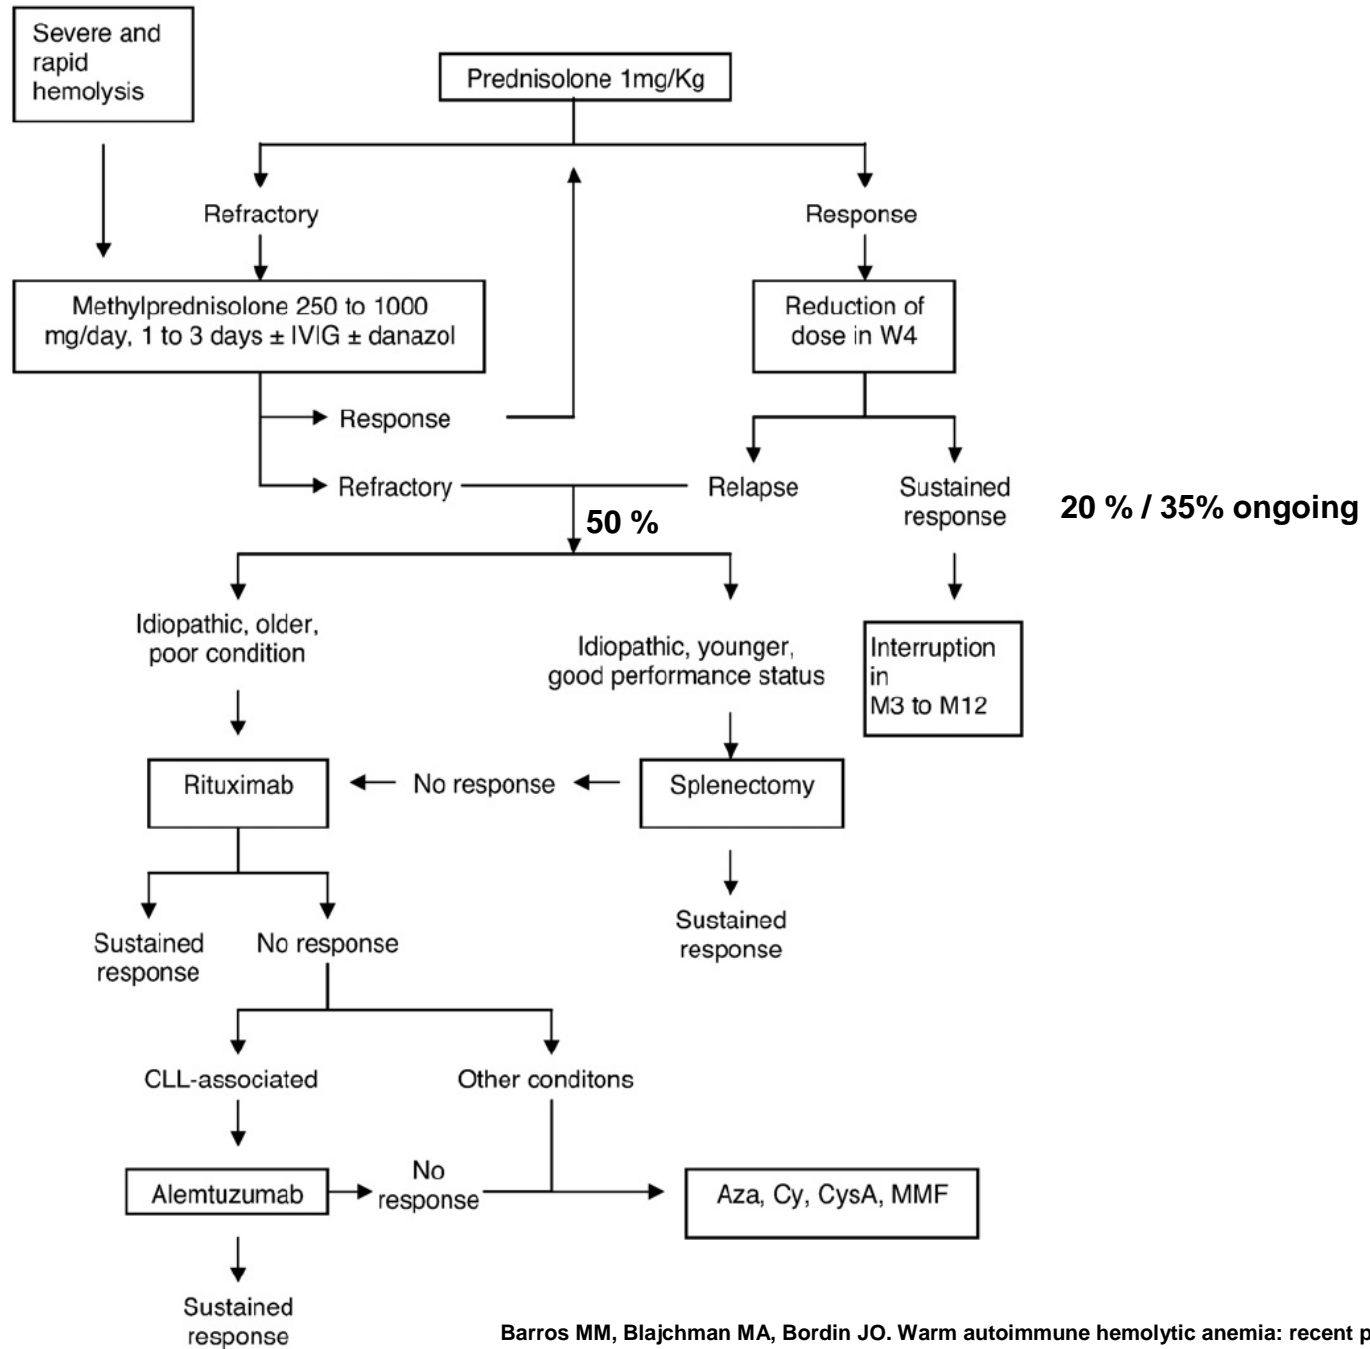 Severe and
rapid
hemolysis
Prednisolone 1mg/Kg
Refractory
Response
Methylprednisolone 250 to 1000
mg/day, 1 to 3 days ± IVIG ± danazol
Reduction of
dose in W4
Response
Refractory
Relapse
Sustained
response
20 % / 35% ongoing
50 %
Idiopathic, older,
poor condition
Idiopathic, younger,
good performance status
Interruption
in
M3 to M12
Rituximab
No response
Splenectomy
Sustained
response
No response
Sustained
response
CLL-associated
Other conditons
Alemtuzumab
No
response
Aza, Cy, CysA, MMF
Sustained
response
Barros MM, Blajchman MA, Bordin JO. Warm autoimmune hemolytic anemia: recent p